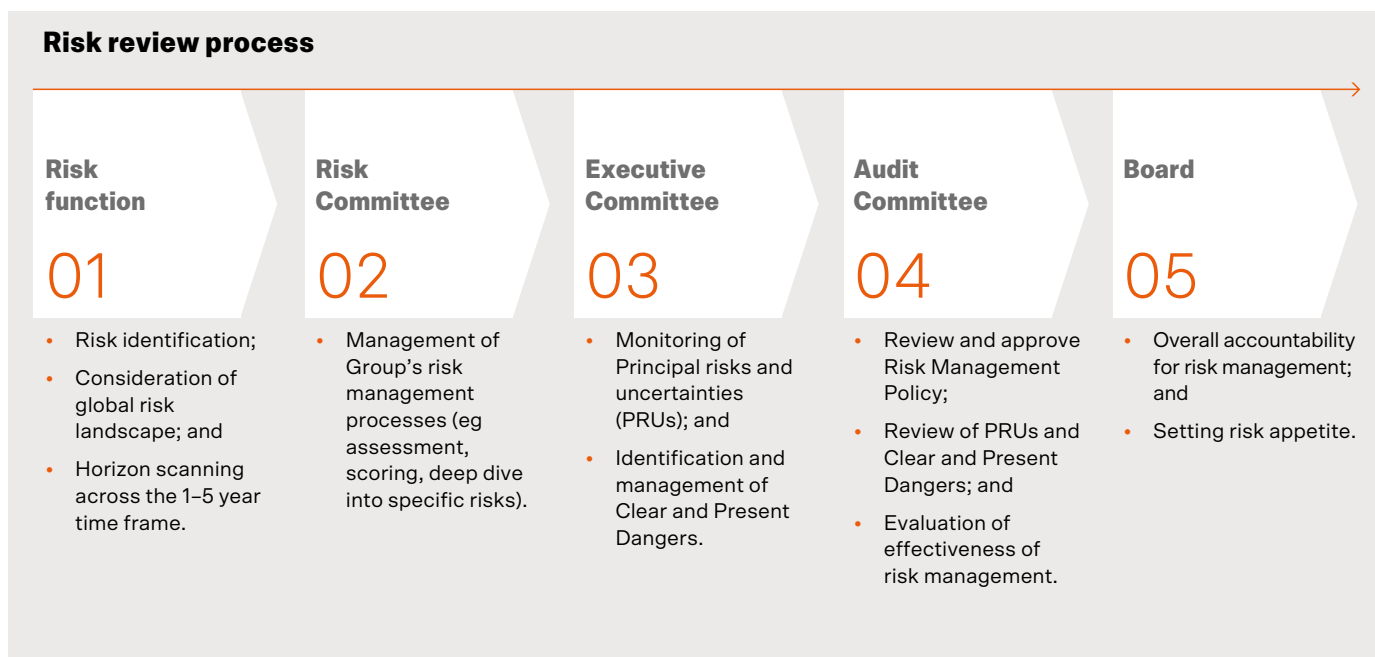 Risk review process
Risk
function
01
• Risk identification;
• Consideration of
global risk
landscape; and
• Horizon scanning
across the 1–5 year
time frame.
Risk
Committee
02
• Management of
Group’s risk
management
processes (eg
assessment,
scoring, deep dive
into specific risks).
Executive
Committee
03
• Monitoring of
Principal risks and
uncertainties
(PRUs); and
• Identification and
management of
Clear and Present
Dangers.
Audit
Committee
04
• Review and approve
Risk Management
Policy;
• Review of PRUs and
Clear and Present
Dangers; and
• Evaluation of
effectiveness of
risk management.
Board
05
• Overall accountability
for risk management;
and
• Setting risk appetite.